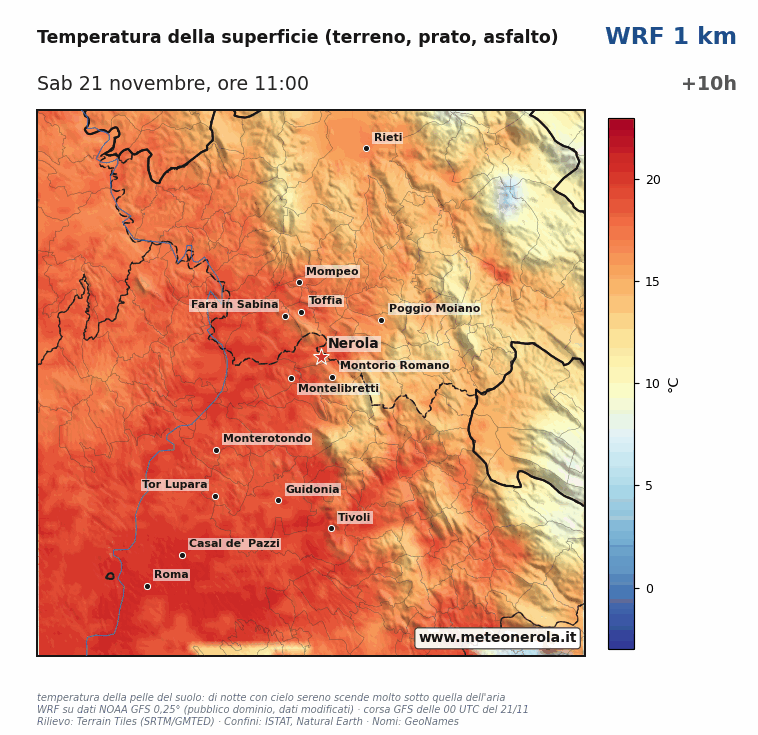 Temperatura della superficie (terreno, prato, asfalto)
WRF 1 km
Sab 21 novembre, ore 11:00
+10h
Rieti
Mompeo
Toffia
Fara in Sabina
Poggio Moiano
Nerola
Montorio Romano
Montelibretti
Monterotondo
Tor Lupara
Guidonia
Tivoli
Casal de' Pazzi
Roma
www.meteonerola.it
20
15
10
5
0
°C
temperatura della pelle del suolo: di notte con cielo sereno scende molto sotto quella dell'aria
WRF su dati NOAA GFS 0,25° (pubblico dominio, dati modificati) · corsa GFS delle 00 UTC del 21/11
Rilievo: Terrain Tiles (SRTM/GMTED) · Confini: ISTAT, Natural Earth · Nomi: GeoNames